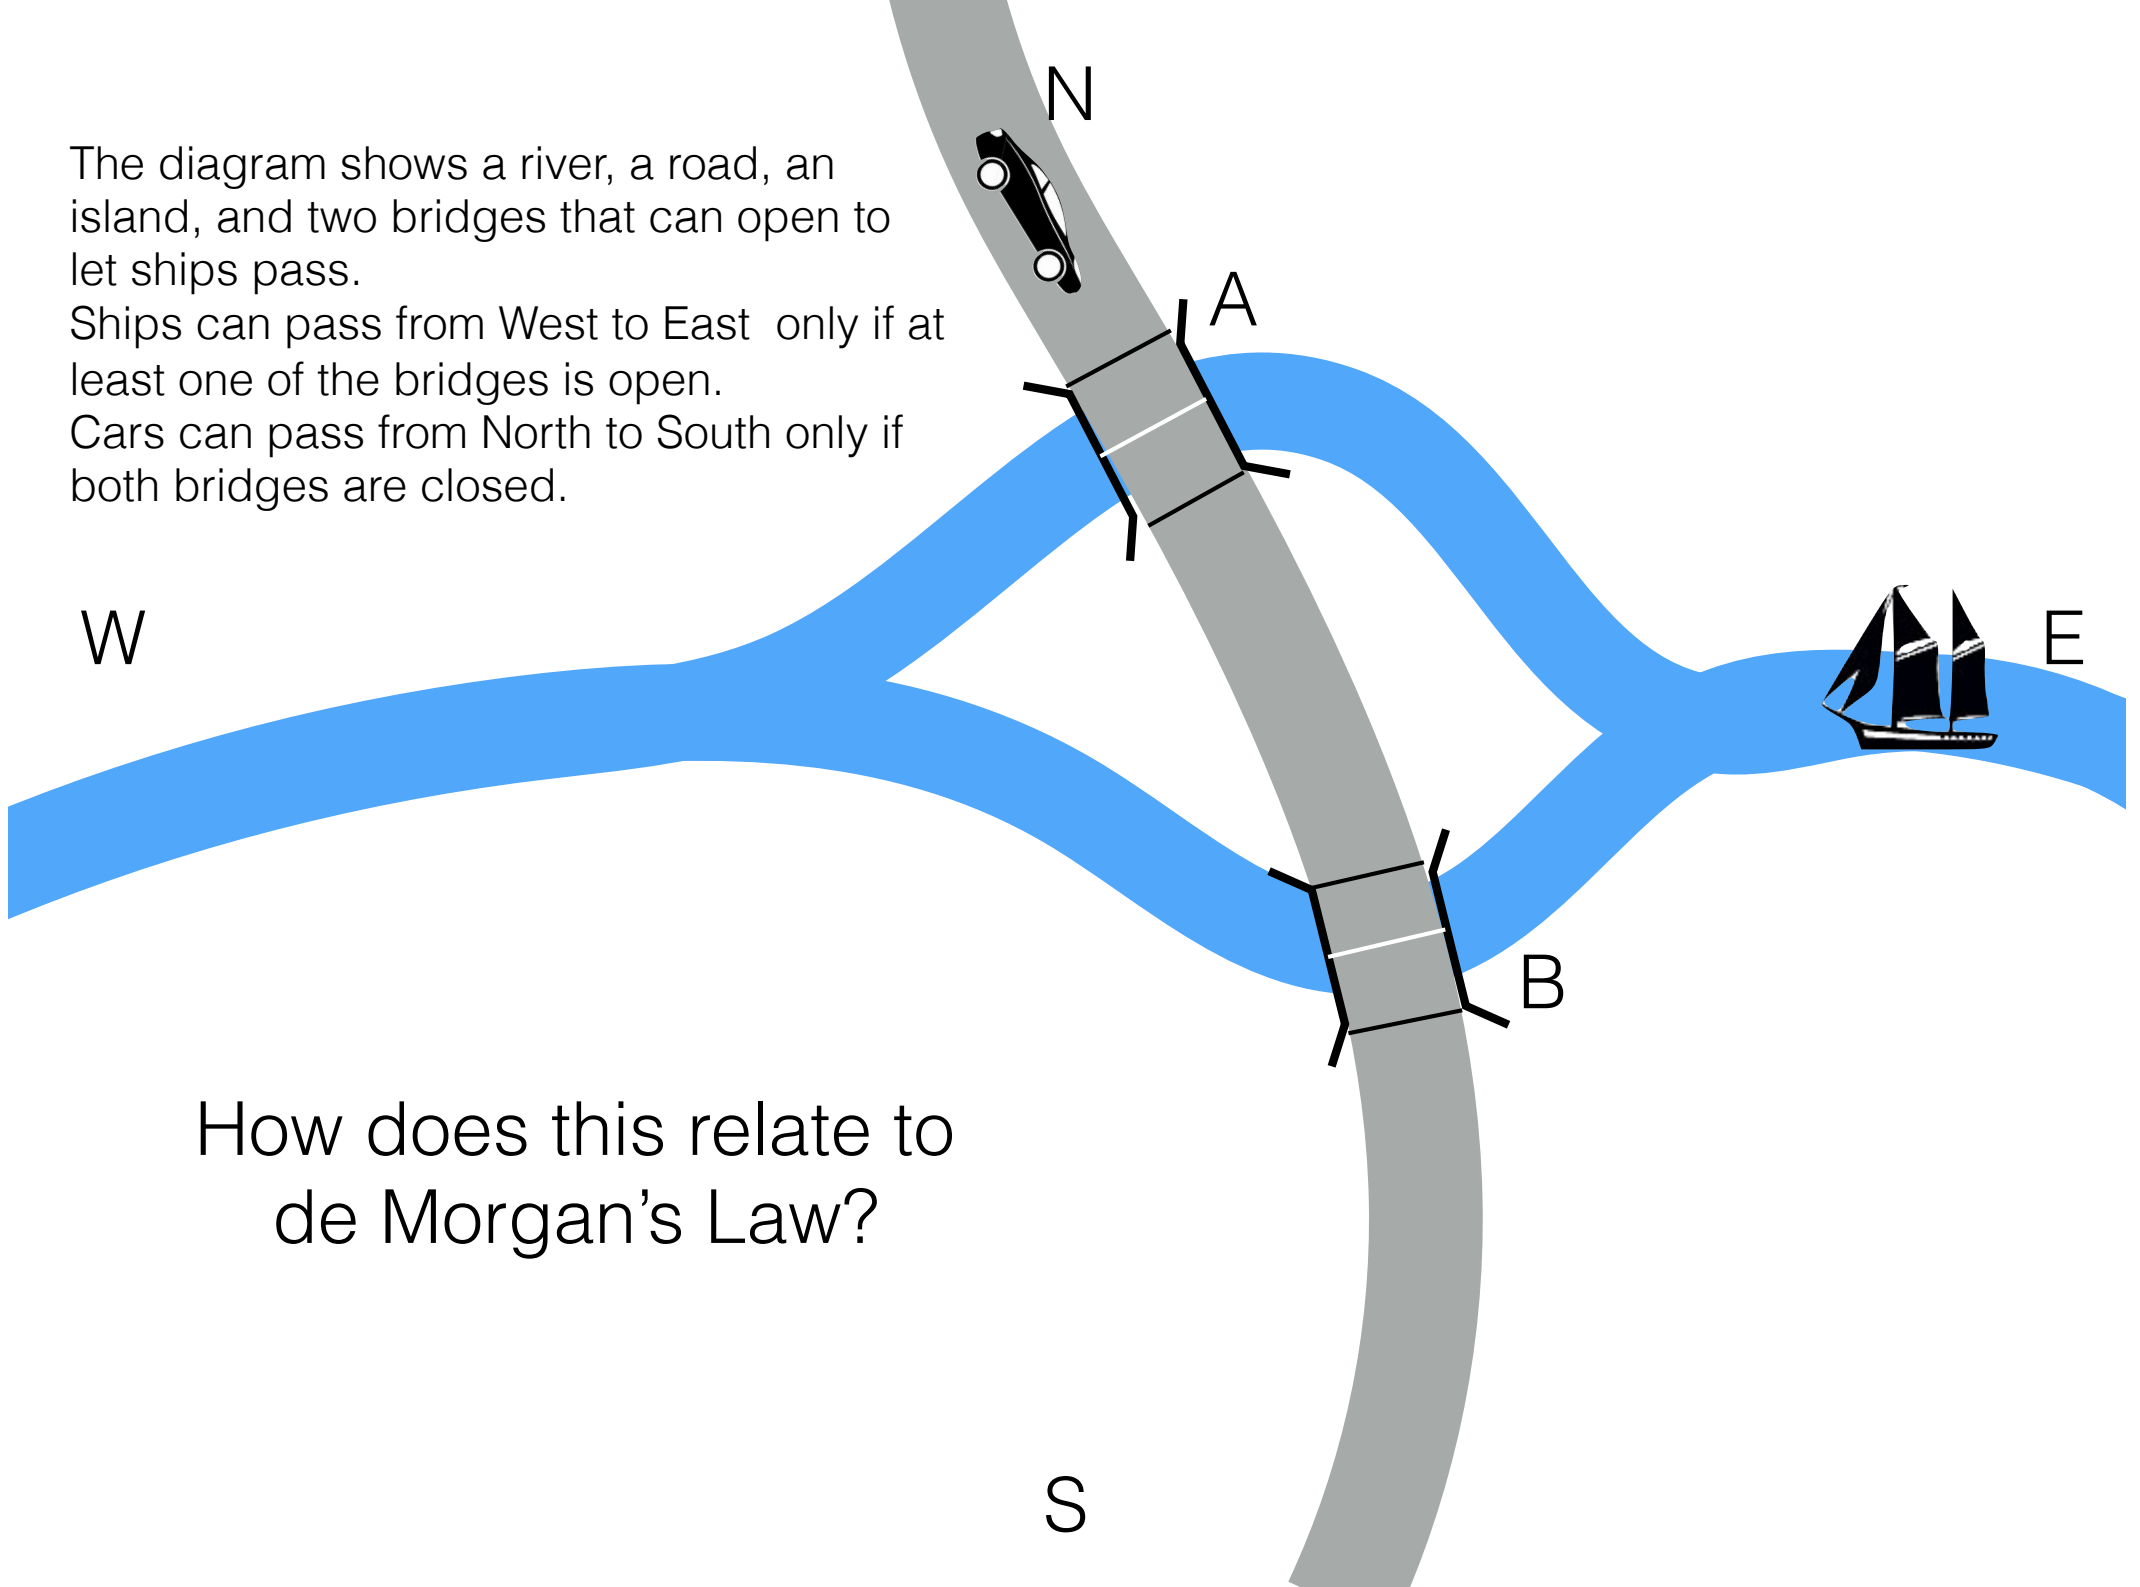 N
The diagram shows a river, a road, an
island, and two bridges that can open to
let ships pass.
Ships can pass from West to East  only if at
least one of the bridges is open.
Cars can pass from North to South only if
both bridges are closed.
A
W
E
B
How does this relate to
de Morgan’s Law?
S